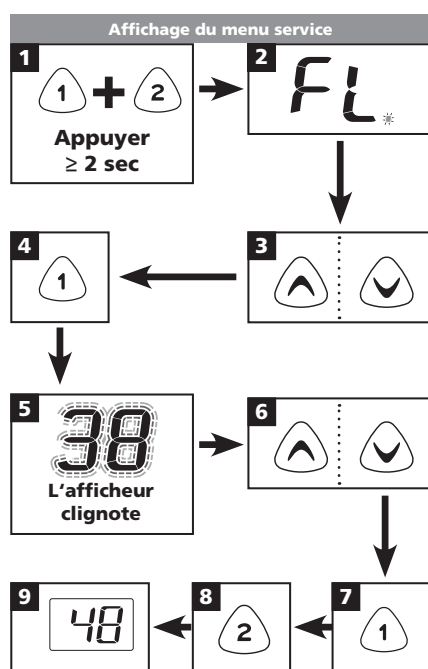 Affichage du menu service
1
1 + 2
Appuyer
≥ 2 sec
2
FL
3
4
1
5
38
L'afficheur
clignote
6
7
1
8
2
9
48